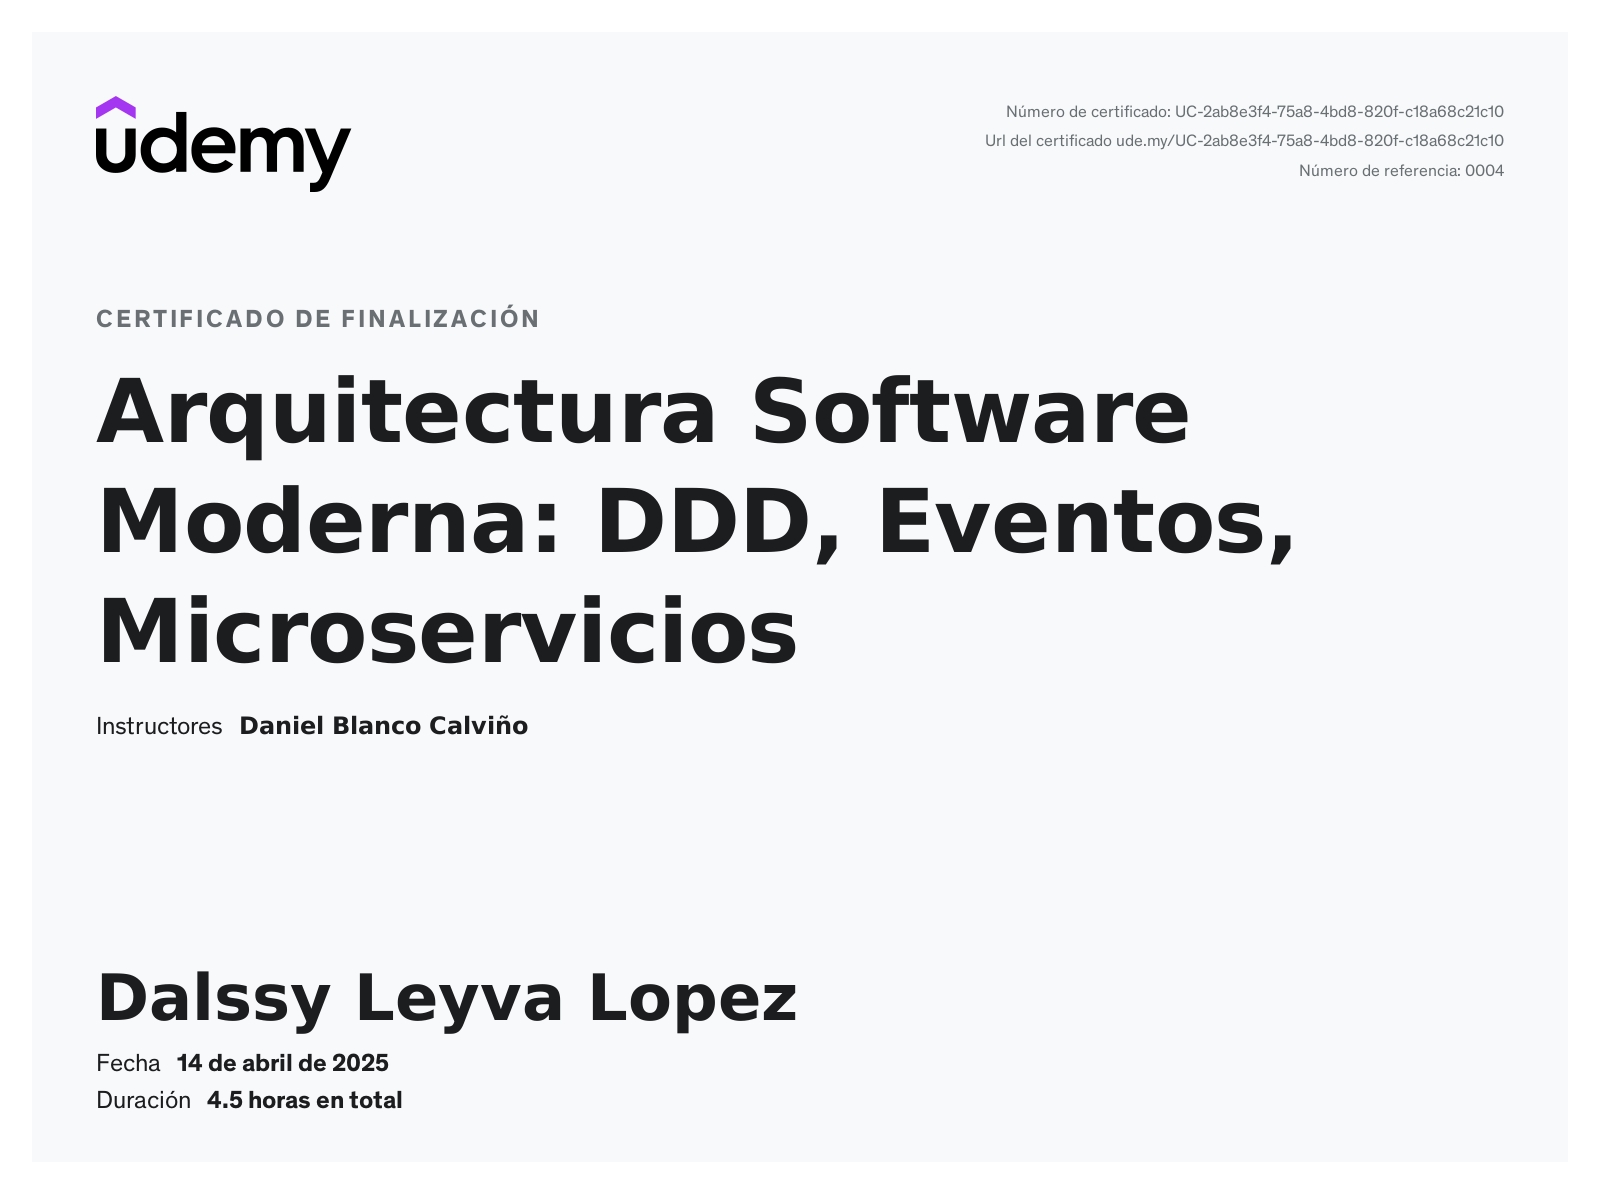 udemy
Número de certificado: UC-2ab8e3f4-75a8-4bd8-820f-c18a68c21c10
Url del certificado ude.my/UC-2ab8e3f4-75a8-4bd8-820f-c18a68c21c10
Número de referencia: 0004
CERTIFICADO DE FINALIZACIÓN
Arquitectura Software
Moderna: DDD, Eventos,
Microservicios
Instructores Daniel Blanco Calviño
Dalssy Leyva Lopez
Fecha 14 de abril de 2025
Duración 4.5 horas en total